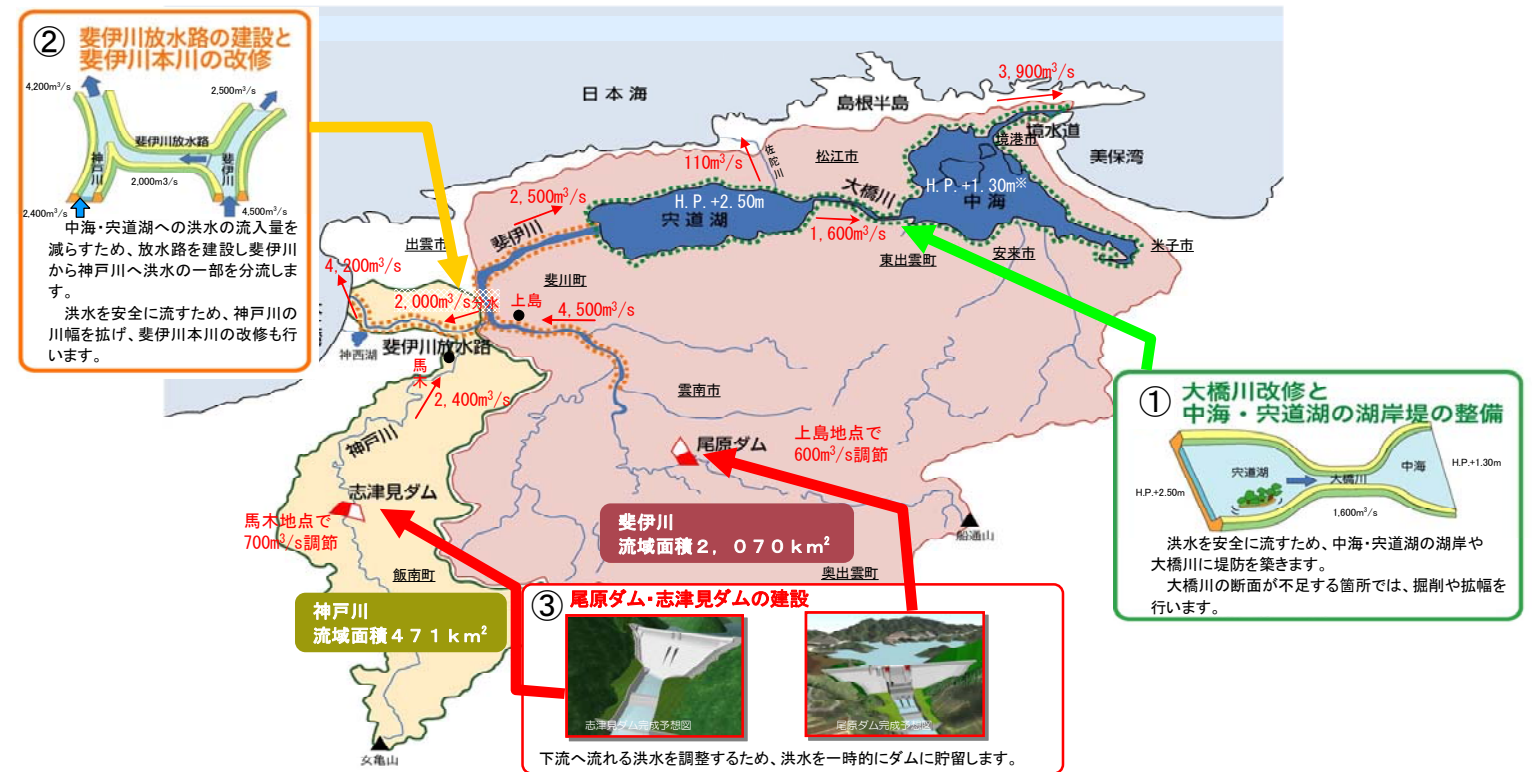 ② 斐伊川放水路の建設と
斐伊川本川の改修
4,200m³/s
2,500m³/s
斐伊川放水路
神戸川
斐伊川
2,000m3/s
2,400m³/s
4,500m³/s
中海・宍道湖への洪水の流入量を
減らすため、放水路を建設し斐伊川
から神戸川へ洪水の一部を分流しま
す。
洪水を安全に流すため、神戸川の
川幅を拡げ、斐伊川本川の改修も行
います。
日本海
島根半島
3,900m³/s
境水道
境港市
美保湾
佐陀川
松江市
110m³/s
大橋川
H.P.+1.30m※
中海
2,500m³/s
H.P.+2.50m
宍道湖
1,600m³/s
斐伊川
出雲市
東出雲町
安来市
米子市
4,200m³/s
斐川町
2,000m³/s分水
上島
4,500m³/s
神西湖
斐伊川放水路
馬木
2,400m³/s
雲南市
神戸川
尾原ダム
上島地点で
600m³/s調節
志津見ダム
馬木地点で
700m³/s調節
斐伊川
流域面積2,070km²
船通山
飯南町
奥出雲町
神戸川
流域面積471km²
女亀山
① 大橋川改修と
中海・宍道湖の湖岸堤の整備
宍道湖
中海
大橋川
H.P.+1.30m
H.P.+2.50m
1,600m³/s
洪水を安全に流すため、中海・宍道湖の湖岸や
大橋川に堤防を築きます。
大橋川の断面が不足する箇所では、掘削や拡幅を
行います。
③ 尾原ダム・志津見ダムの建設
志津見ダム完成予想図
尾原ダム完成予想図
下流へ流れる洪水を調整するため、洪水を一時的にダムに貯留します。